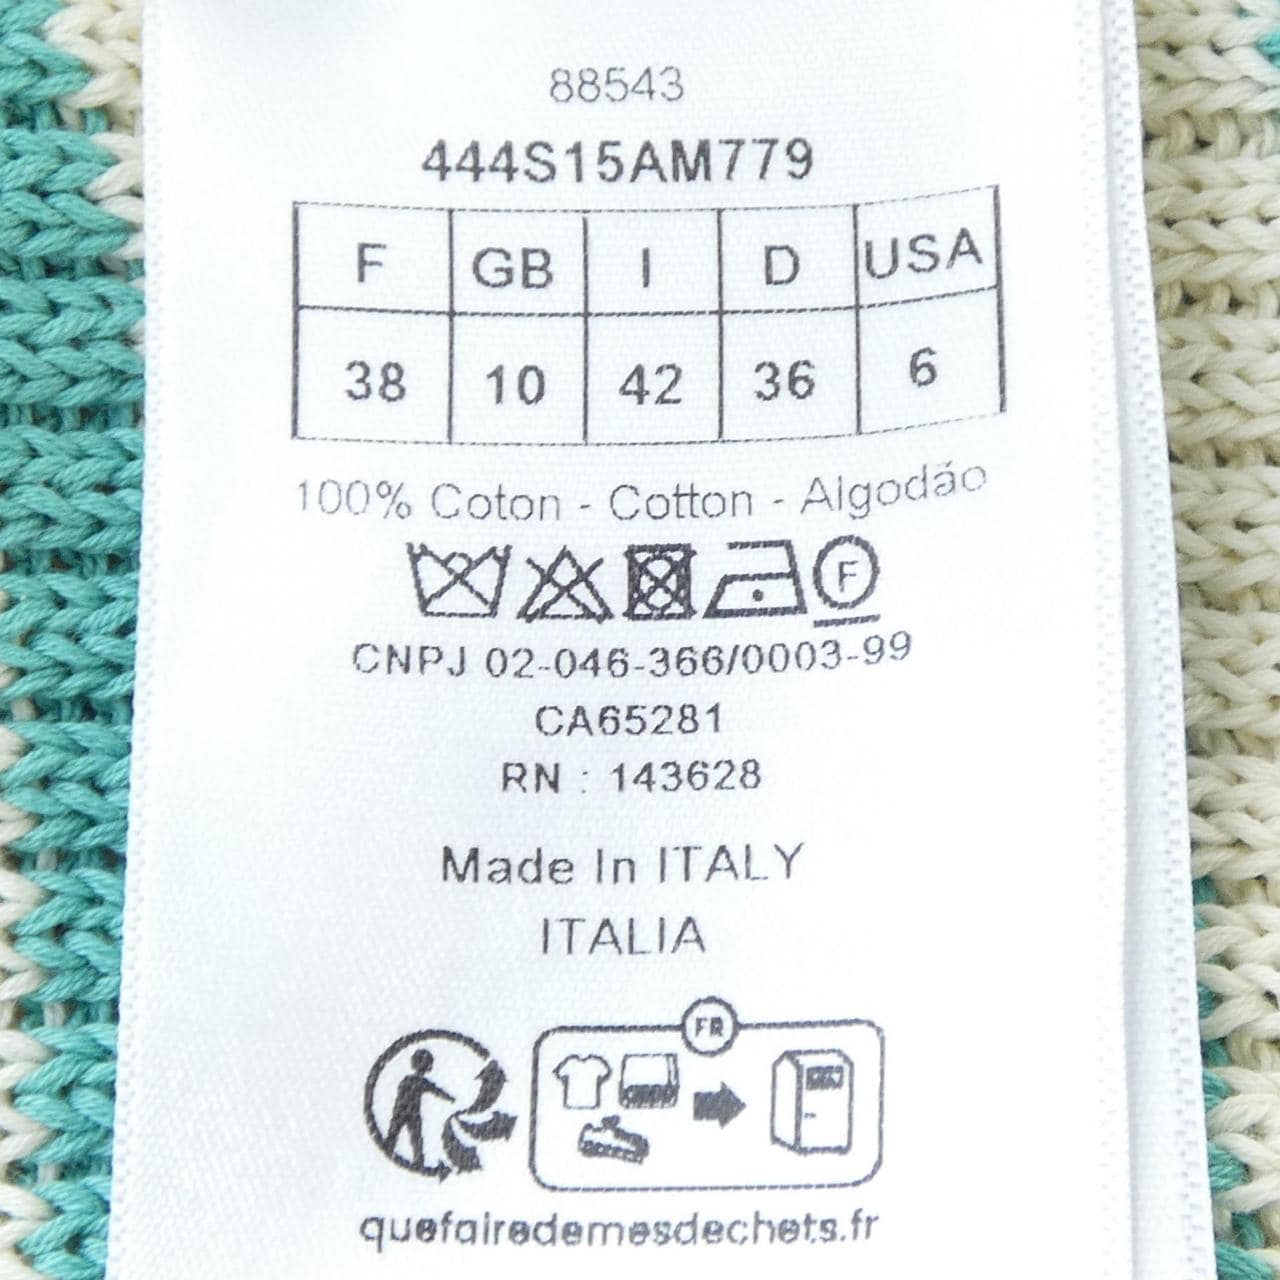 88543
444S15AM779
F GB I D USA
38 10 42 36 6
100% Coton - Cotton - Algodáo
F
CNPJ 02-046-366/0003-99
CA65281
RN : 143628
Made In ITALY
ITALIA
FR
quefairedemesdechets.fr